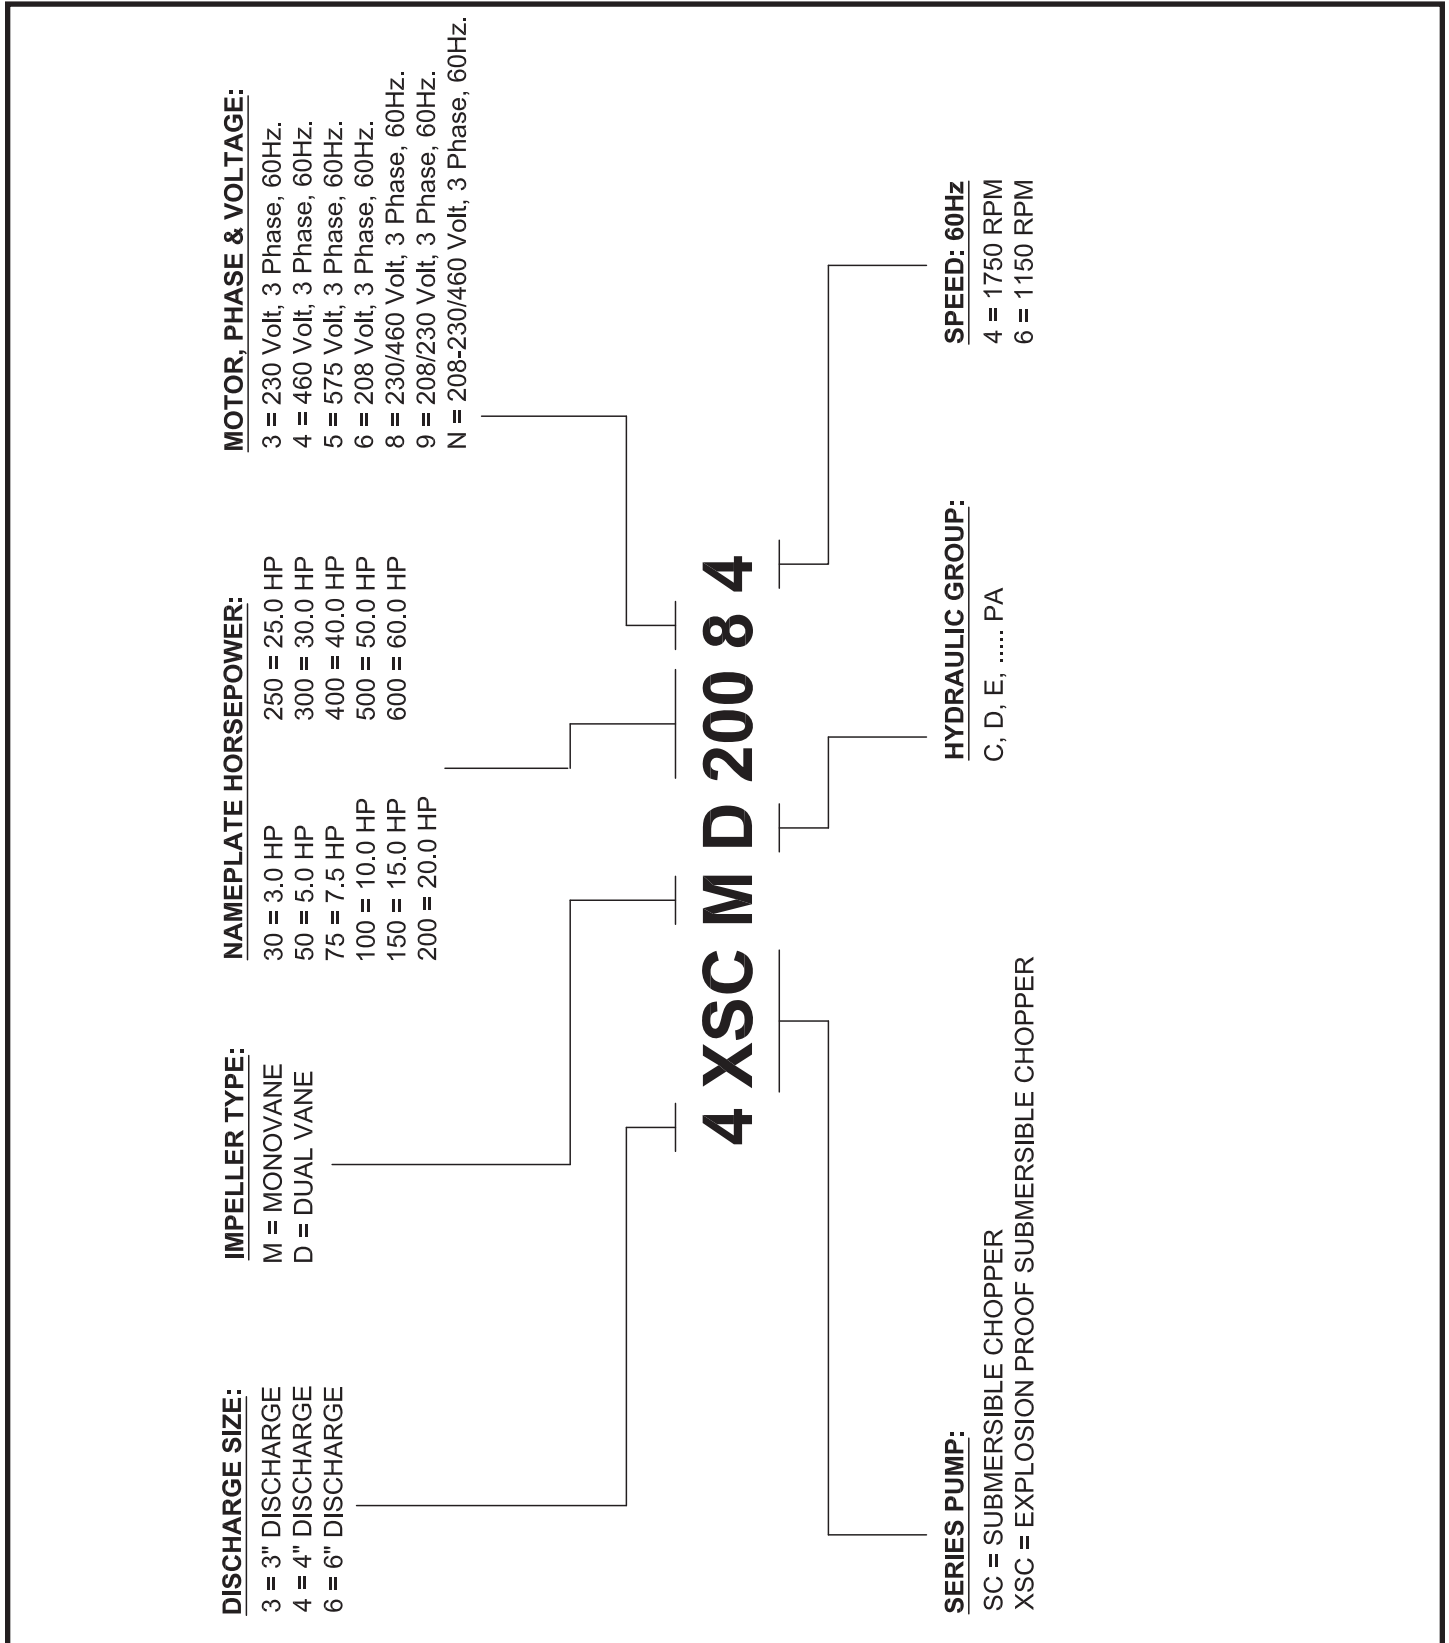 DISCHARGE SIZE:
3 = 3" DISCHARGE
4 = 4" DISCHARGE
6 = 6" DISCHARGE
IMPELLER TYPE:
M = MONOVANE
D = DUAL VANE
NAMEPLATE HORSEPOWER:
30 = 3.0 HP
50 = 5.0 HP
75 = 7.5 HP
100 = 10.0 HP
150 = 15.0 HP
200 = 20.0 HP
250 = 25.0 HP
300 = 30.0 HP
400 = 40.0 HP
500 = 50.0 HP
600 = 60.0 HP
MOTOR, PHASE & VOLTAGE:
3 = 230 Volt, 3 Phase, 60Hz.
4 = 460 Volt, 3 Phase, 60Hz.
5 = 575 Volt, 3 Phase, 60Hz.
6 = 208 Volt, 3 Phase, 60Hz.
8 = 230/460 Volt, 3 Phase, 60Hz.
9 = 208/230 Volt, 3 Phase, 60Hz.
N = 208-230/460 Volt, 3 Phase, 60Hz.
4 XSC M D 200 8 4
SERIES PUMP:
SC = SUBMERSIBLE CHOPPER
XSC = EXPLOSION PROOF SUBMERSIBLE CHOPPER
HYDRAULIC GROUP:
C, D, E, ..... PA
SPEED: 60Hz
4 = 1750 RPM
6 = 1150 RPM